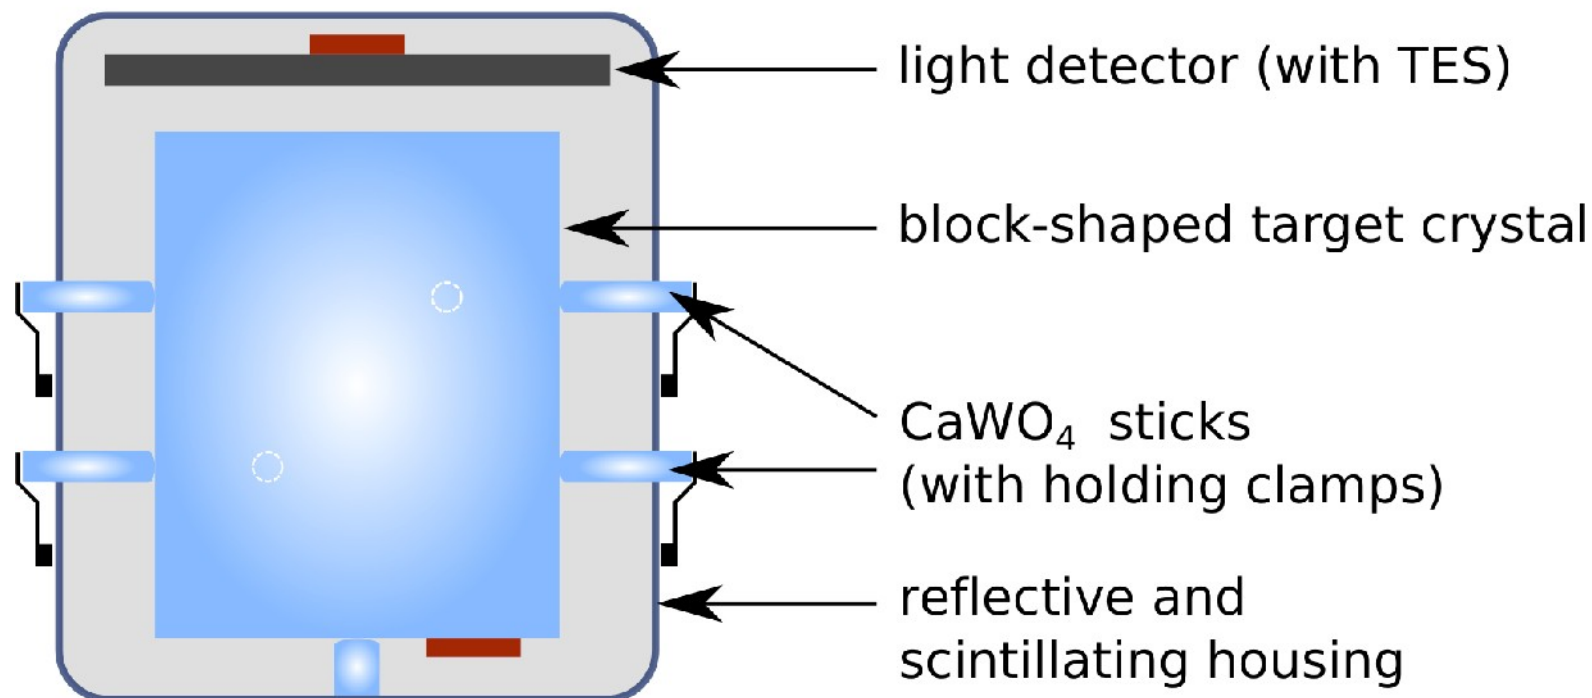 light detector (with TES)
block-shaped target crystal
CaWO₄ sticks
(with holding clamps)
reflective and
scintillating housing